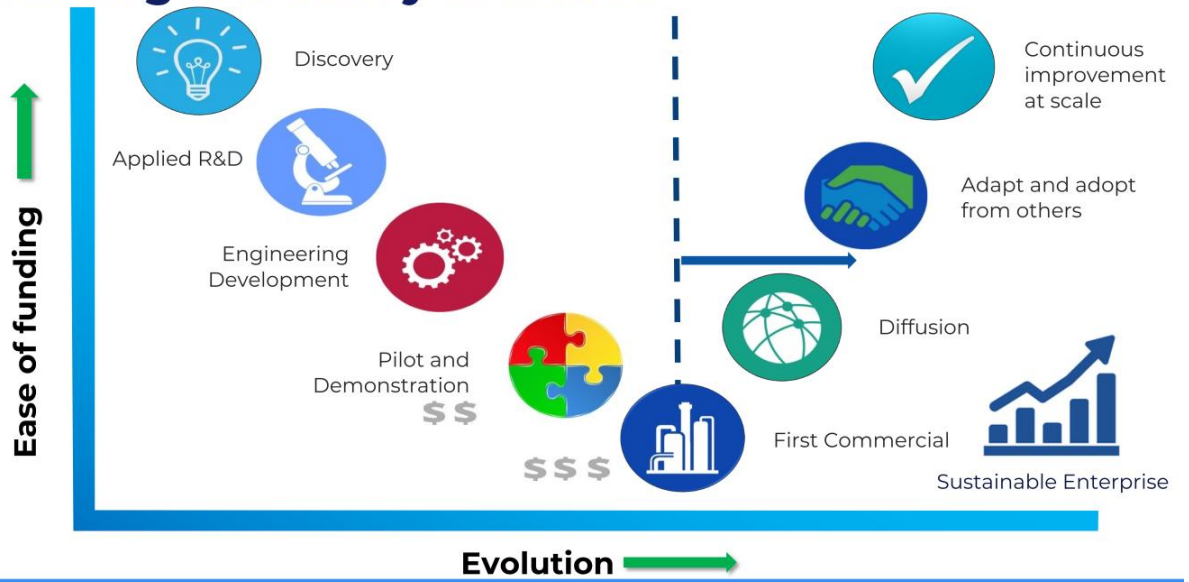 Discovery
Continuous
improvement
at scale
Applied R&D
Adapt and adopt
from others
Engineering
Development
Diffusion
Pilot and
Demonstration
$$
First Commercial
$$$
Sustainable Enterprise
Ease of funding
Evolution